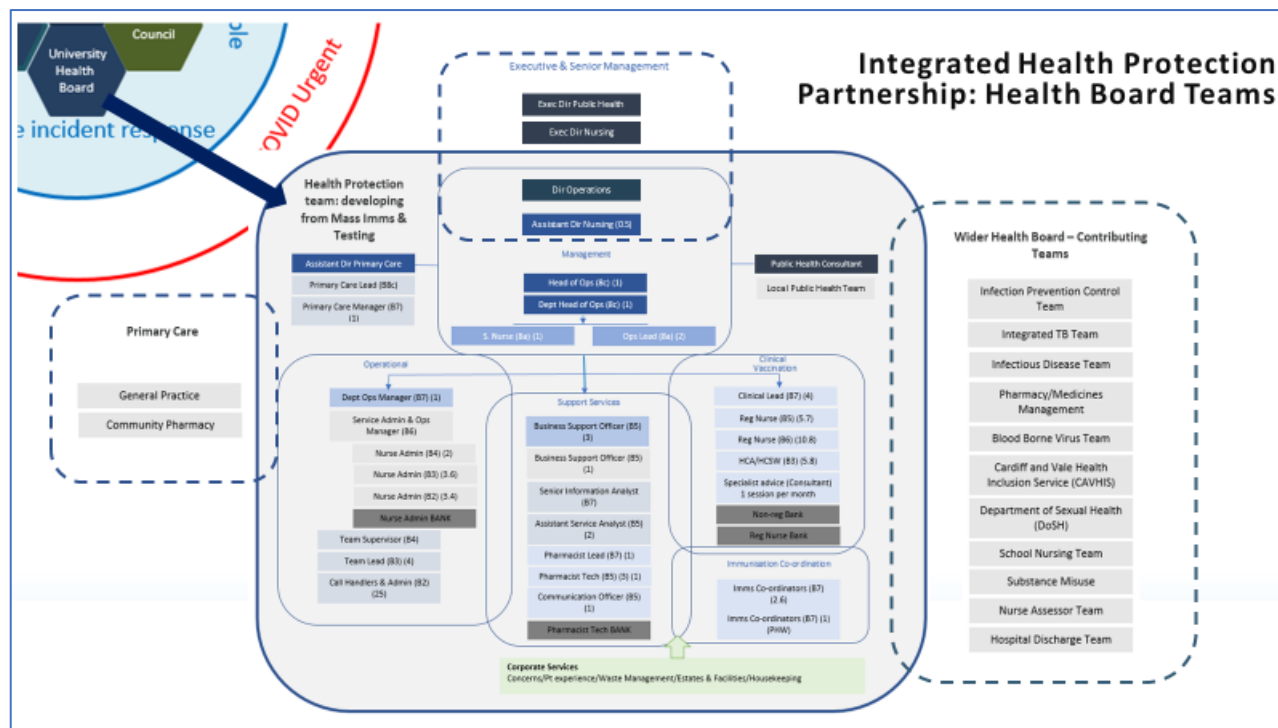 Council
University
Health
Board
ole
e incident response
OVID Urgent
Integrated Health Protection
Partnership: Health Board Teams
Executive & Senior Management
Exec Dir Public Health
Exec Dir Nursing
Dir Operations
Assistant Dir Nursing (0.5)
Health Protection
team: developing
from Mass Imms &
Testing
Assistant Dir Primary Care
Primary Care Lead (B8c)
Primary Care Manager (B7)
(1)
Management
Head of Ops (8c) (1)
Dept Head of Ops (8c) (1)
S. Nurse (8a) (1)
Ops Lead (8a) (2)
Public Health Consultant
Local Public Health Team
Primary Care
General Practice
Community Pharmacy
Operational
Dept Ops Manager (B7) (1)
Service Admin & Ops
Manager (B6)
Nurse Admin (B4) (2)
Nurse Admin (B3) (3.6)
Nurse Admin (B2) (3.4)
Nurse Admin BANK
Team Supervisor (B4)
Team Lead (B3) (4)
Call Handlers & Admin (B2)
(25)
Support Services
Business Support Officer (B5)
(3)
Business Support Officer (B5)
(1)
Senior Information Analyst
(B7)
Assistant Service Analyst (B5)
(2)
Pharmacist Lead (B7) (1)
Pharmacist Tech (B5) (3) (1)
Communication Officer (B5)
(1)
Pharmacist Tech BANK
Clinical
Vaccination
Clinical Lead (B7) (4)
Reg Nurse (B5) (5.7)
Reg Nurse (B6) (10.8)
HCA/HCSW (B3) (5.8)
Specialist advice (Consultant)
1 session per month
Non-reg Bank
Reg Nurse Bank
Immunisation Co-ordination
Imms Co-ordinators (B7)
(2.6)
Imms Co-ordinators (B7) (1)
(PHW)
Corporate Services
Concerns/Pt experience/Waste Management/Estates & Facilities/Housekeeping
Wider Health Board – Contributing
Teams
Infection Prevention Control
Team
Integrated TB Team
Infectious Disease Team
Pharmacy/Medicines
Management
Blood Borne Virus Team
Cardiff and Vale Health
Inclusion Service (CAVHIS)
Department of Sexual Health
(DoSH)
School Nursing Team
Substance Misuse
Nurse Assessor Team
Hospital Discharge Team